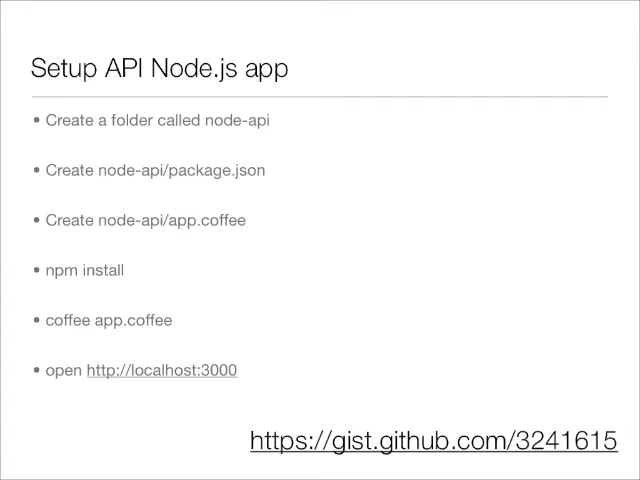 Setup API Node.js app
• Create a folder called node-api
• Create node-api/package.json
• Create node-api/app.coffee
• npm install
• coffee app.coffee
• open http://localhost:3000
https://gist.github.com/3241615